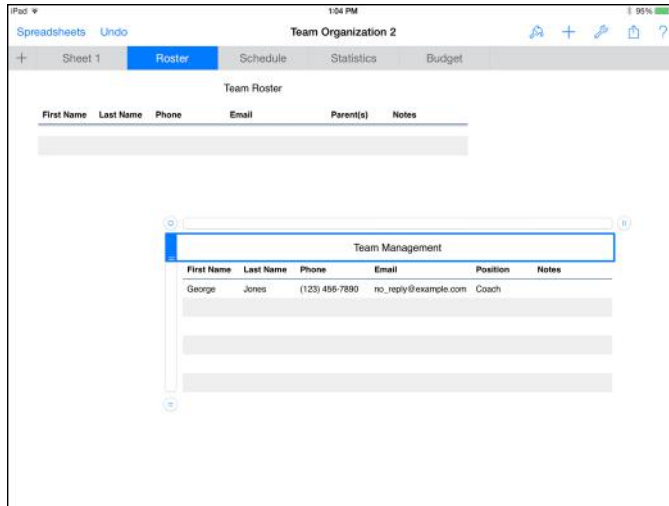 iPad 1:04 PM 95%
Spreadsheets Undo Team Organization 2 + ?
+ Sheet 1 Roster Schedule Statistics Budget
Team Roster
First Name Last Name Phone Email Parent(s) Notes
Team Management
First Name Last Name Phone Email Position Notes
George Jones (123) 456-7890 no_reply@example.com Coach